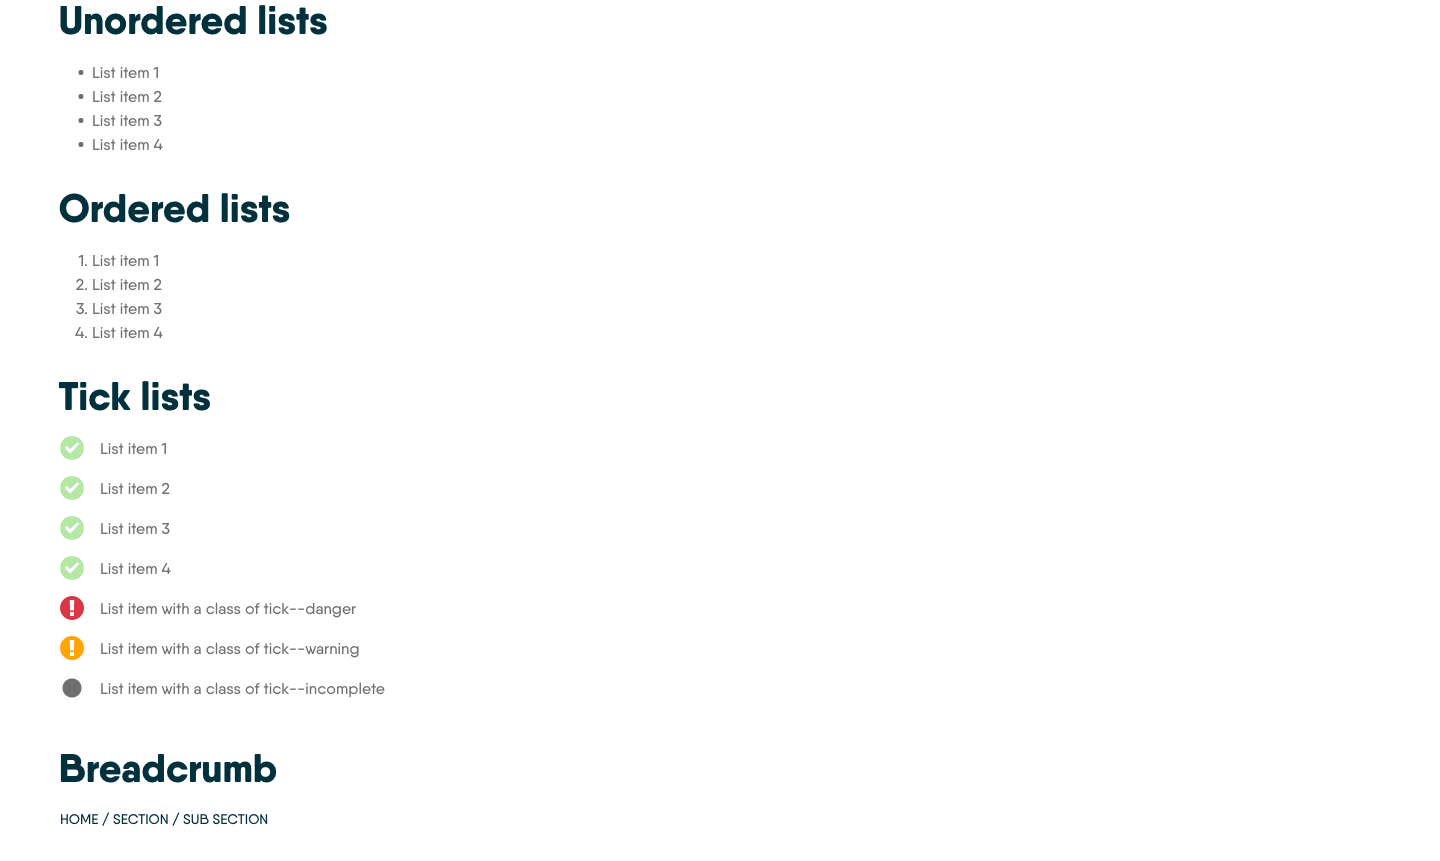 Unordered lists
• List item 1
• List item 2
• List item 3
• List item 4
Ordered lists
1. List item 1
2. List item 2
3. List item 3
4. List item 4
Tick lists
List item 1
List item 2
List item 3
List item 4
List item with a class of tick--danger
List item with a class of tick--warning
List item with a class of tick--incomplete
Breadcrumb
HOME / SECTION / SUB SECTION